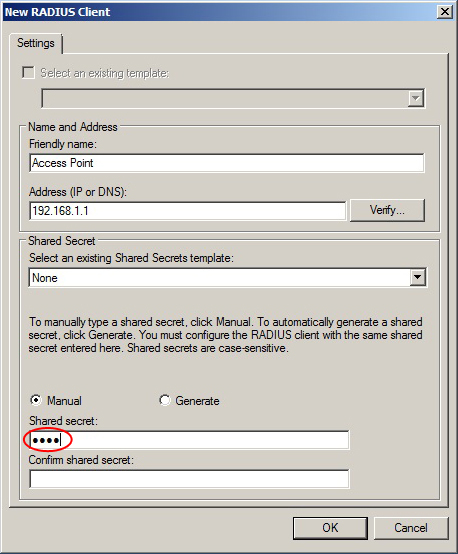 New RADIUS Client
Settings
Select an existing template:
Name and Address
Friendly name:
Access Point
Address (IP or DNS):
192.168.1.1
Verify...
Shared Secret
Select an existing Shared Secrets template:
None
To manually type a shared secret, click Manual. To automatically generate a shared
secret, click Generate. You must configure the RADIUS client with the same shared
secret entered here. Shared secrets are case-sensitive.
Manual
Generate
Shared secret:
••••
Confirm shared secret:
OK
Cancel